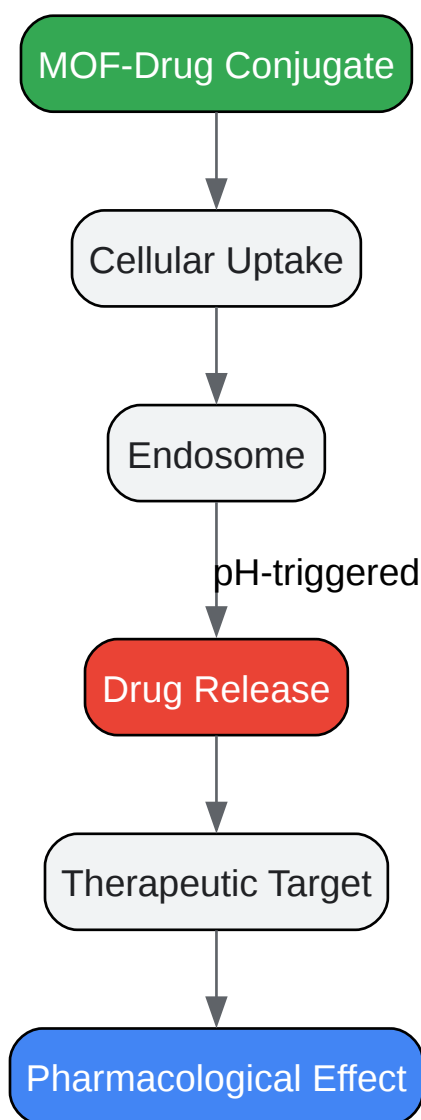 MOF-Drug Conjugate
Cellular Uptake
Endosome
pH-triggered
Drug Release
Therapeutic Target
Pharmacological Effect